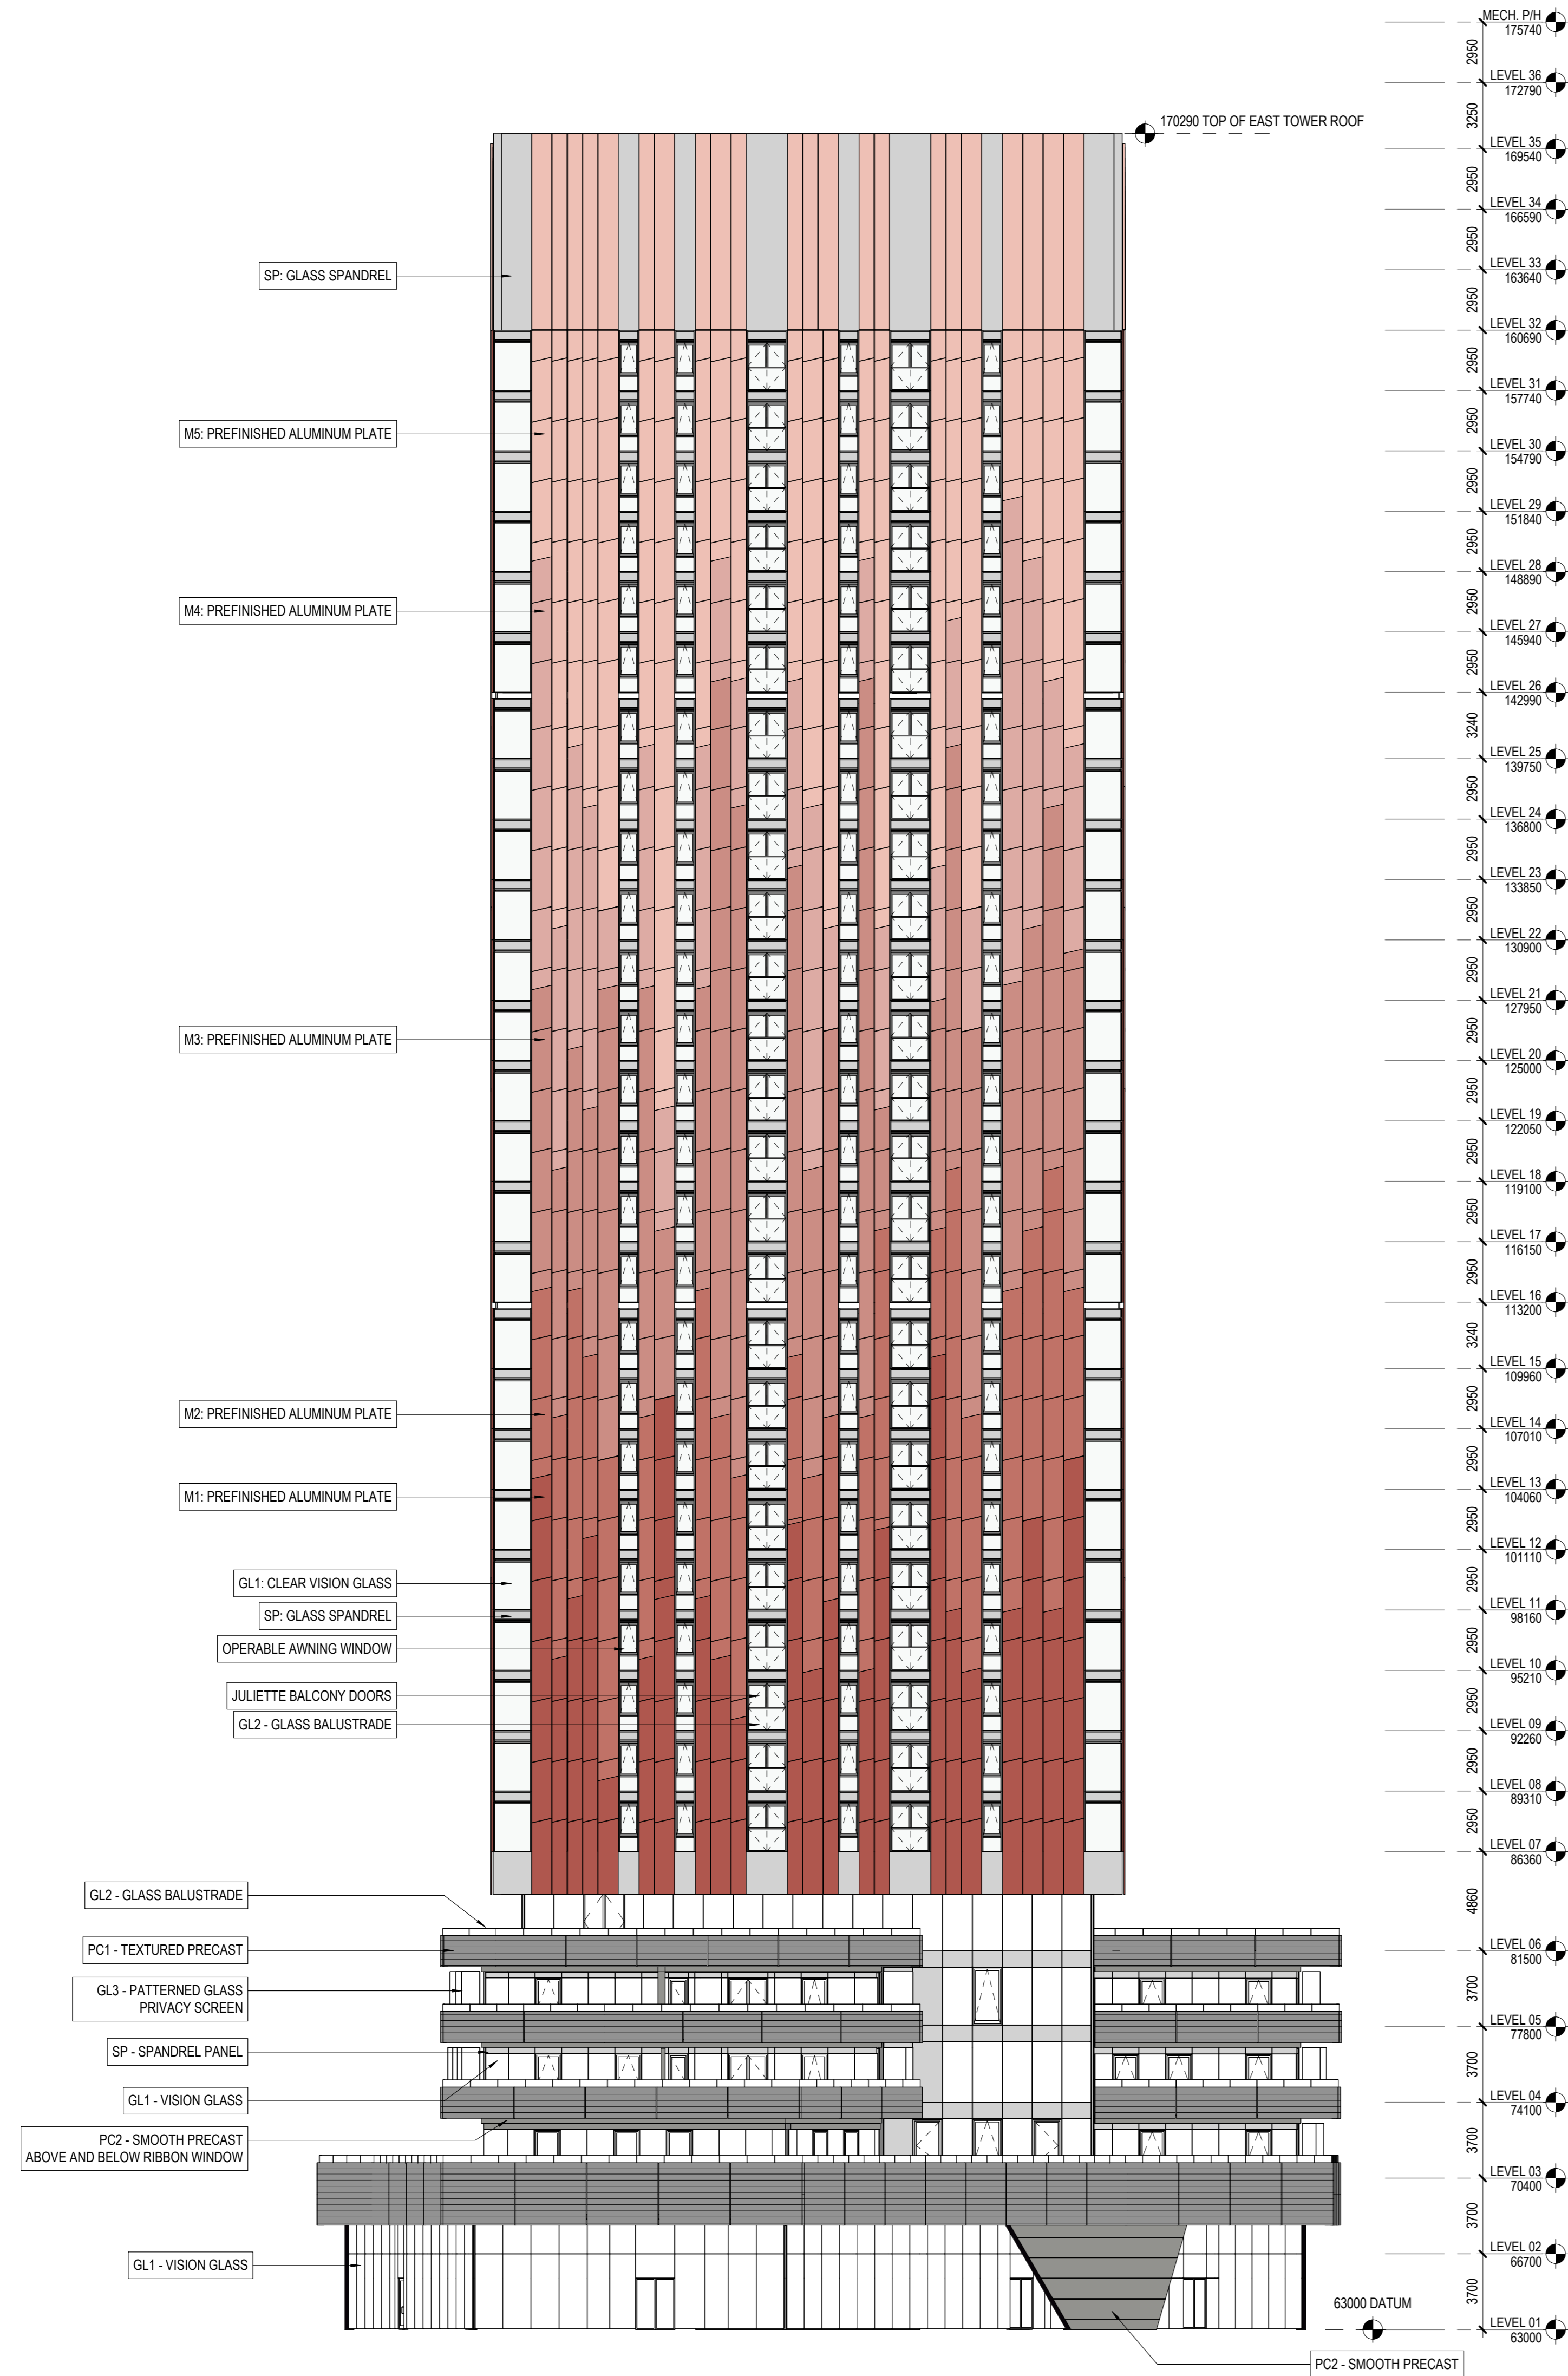 MECH. P/H
175740
2950
LEVEL 36
172790
3250
170290 TOP OF EAST TOWER ROOF
LEVEL 35
169540
2950
LEVEL 34
166590
2950
SP: GLASS SPANDREL
LEVEL 33
163640
2950
LEVEL 32
160690
2950
LEVEL 31
157740
M5: PREFINISHED ALUMINUM PLATE
2950
LEVEL 30
154790
2950
LEVEL 29
151840
2950
LEVEL 28
148890
M4: PREFINISHED ALUMINUM PLATE
2950
LEVEL 27
145940
2950
LEVEL 26
142990
3240
LEVEL 25
139750
2950
LEVEL 24
136800
2950
LEVEL 23
133850
2950
LEVEL 22
130900
2950
LEVEL 21
127950
M3: PREFINISHED ALUMINUM PLATE
2950
LEVEL 20
125000
2950
LEVEL 19
122050
2950
LEVEL 18
119100
2950
LEVEL 17
116150
2950
LEVEL 16
113200
3240
LEVEL 15
109960
2950
M2: PREFINISHED ALUMINUM PLATE
LEVEL 14
107010
2950
LEVEL 13
104060
M1: PREFINISHED ALUMINUM PLATE
2950
LEVEL 12
101110
2950
GL1: CLEAR VISION GLASS
LEVEL 11
98160
SP: GLASS SPANDREL
2950
OPERABLE AWNING WINDOW
LEVEL 10
95210
2950
JULIETTE BALCONY DOORS
GL2 - GLASS BALUSTRADE
LEVEL 09
92260
2950
LEVEL 08
89310
2950
LEVEL 07
86360
4860
GL2 - GLASS BALUSTRADE
PC1 - TEXTURED PRECAST
LEVEL 06
81500
3700
GL3 - PATTERNED GLASS
PRIVACY SCREEN
LEVEL 05
77800
3700
SP - SPANDREL PANEL
GL1 - VISION GLASS
LEVEL 04
74100
3700
PC2 - SMOOTH PRECAST
ABOVE AND BELOW RIBBON WINDOW
LEVEL 03
70400
3700
LEVEL 02
66700
GL1 - VISION GLASS
3700
63000 DATUM
LEVEL 01
63000
PC2 - SMOOTH PRECAST